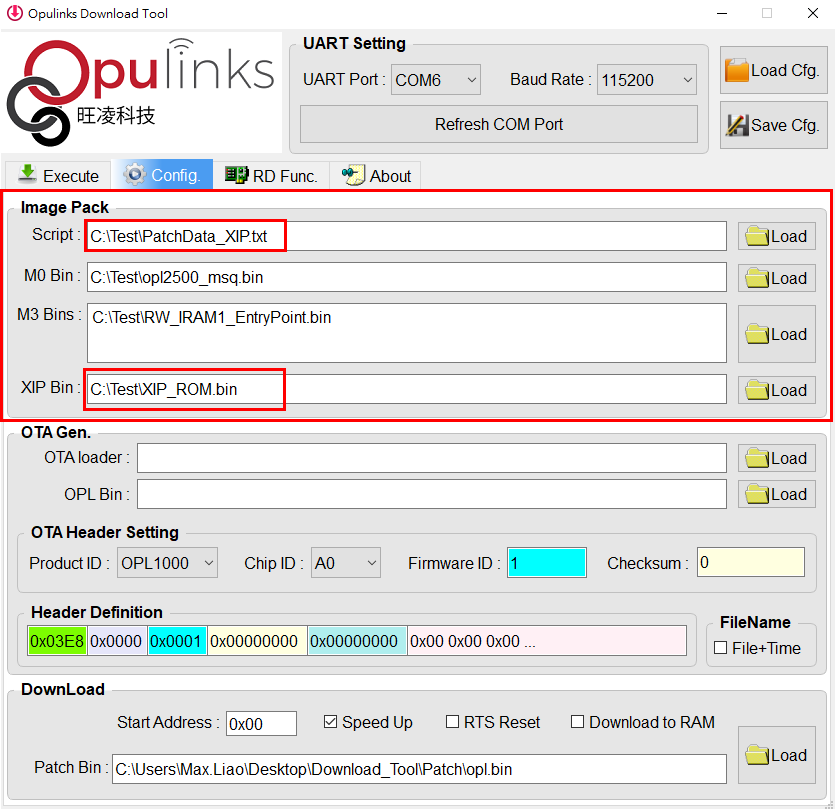 Opulinks Download Tool
Opulinks
旺凌科技
UART Setting
UART Port : COM6 Baud Rate : 115200
Refresh COM Port
Load Cfg.
Save Cfg.
Execute Config. RD Func. About
Image Pack
Script : C:\Test\PatchData_XIP.txt Load
M0 Bin : C:\Test\opl2500_msq.bin Load
M3 Bins : C:\Test\RW_IRAM1_EntryPoint.bin Load
XIP Bin : C:\Test\XIP_ROM.bin Load
OTA Gen.
OTA loader : Load
OPL Bin : Load
OTA Header Setting
Product ID : OPL1000 Chip ID : A0 Firmware ID : 1 Checksum : 0
Header Definition
0x03E8 0x0000 0x0001 0x00000000 0x00000000 0x00 0x00 0x00 ...
FileName
File+Time
DownLoad
Start Address : 0x00 Speed Up RTS Reset Download to RAM
Patch Bin : C:\Users\Max.Liao\Desktop\Download_Tool\Patch\opl.bin Load